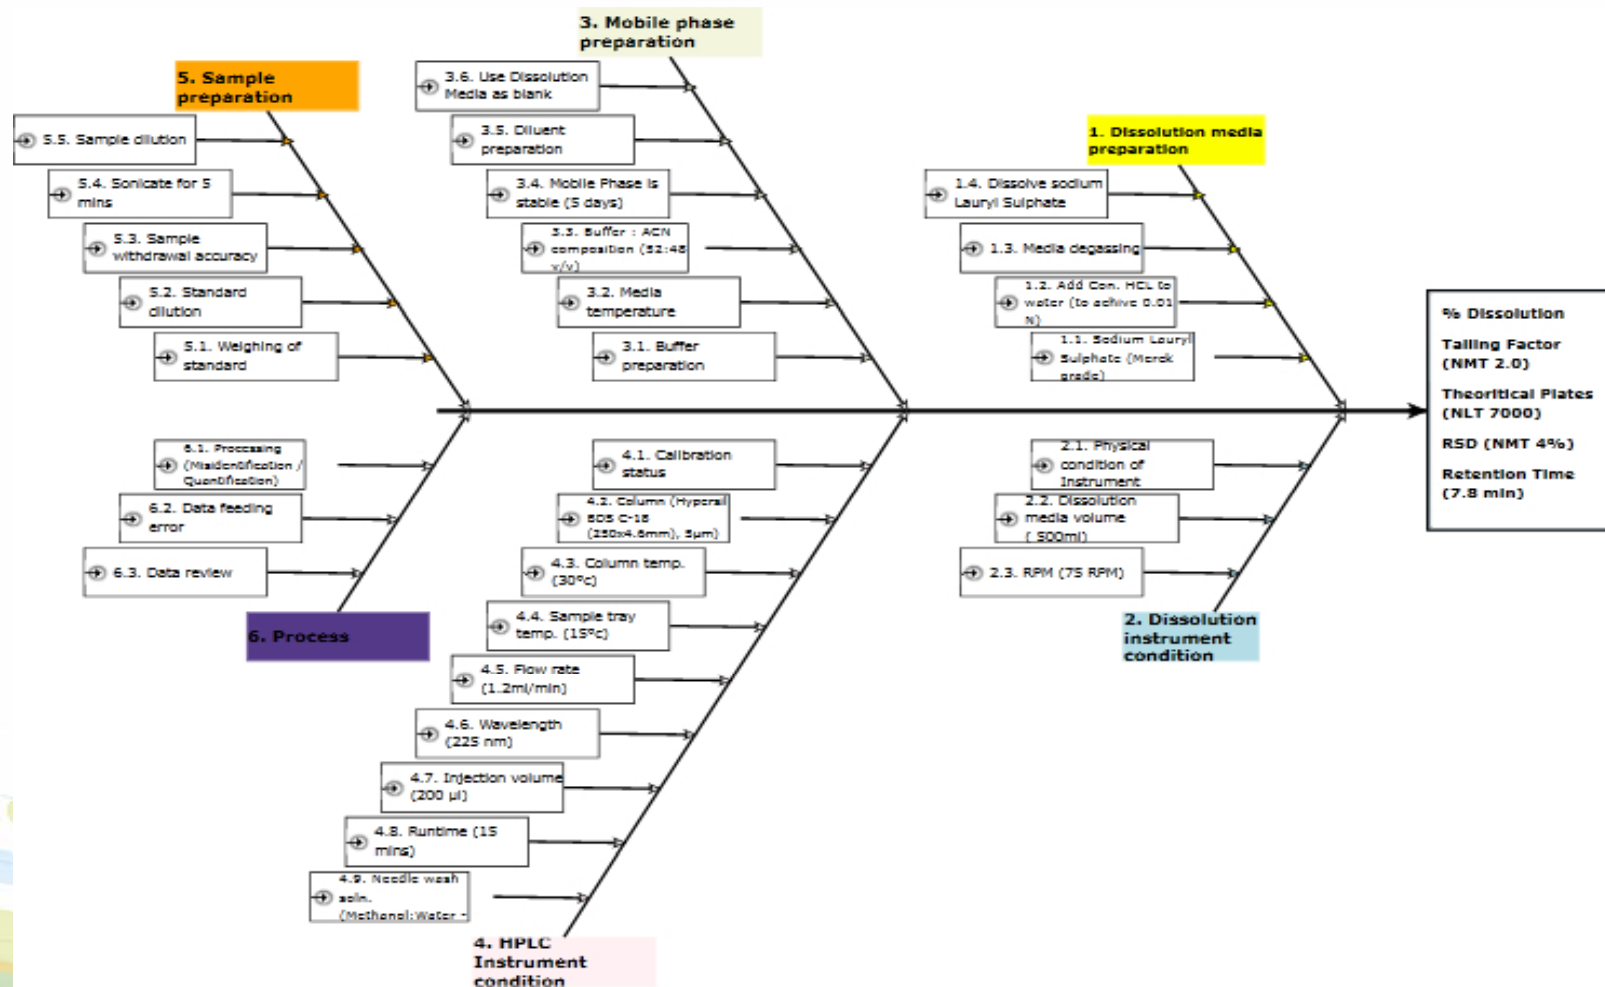 3. Mobile phase
preparation
5. Sample
preparation
3.6. Use Dissolution
Media as blank
5.5. Sample dilution
3.5. Diluent
preparation
1. Dissolution media
preparation
5.4. Sonicate for 5
mins
3.4. Mobile Phase is
stable (5 days)
1.4. Dissolve sodium
Lauryl Sulphate
5.3. Sample
withdrawal accuracy
3.3. Buffer : ACN
composition (52:48
v/v)
1.3. Media degassing
5.2. Standard
dilution
3.2. Media
temperature
1.2. Add Con. HCL to
water (to achive 0.01
N)
5.1. Weighing of
standard
3.1. Buffer
preparation
1.1. Sodium Lauryl
Sulphate (Merck
grade)
% Dissolution
Tailing Factor
(NMT 2.0)
Theoritical Plates
(NLT 7000)
RSD (NMT 4%)
Retention Time
(7.8 min)
6.1. Processing
(Misidentification /
Quantification)
4.1. Calibration
status
2.1. Physical
condition of
Instrument
6.2. Data feeding
error
4.2. Column (Hypersil
BDS C-18
(250x4.6mm), 5µm)
2.2. Dissolution
media volume
( 500ml)
6.3. Data review
4.3. Column temp.
(30ºc)
2.3. RPM (75 RPM)
6. Process
4.4. Sample tray
temp. (15ºc)
2. Dissolution
instrument
condition
4.5. Flow rate
(1.2ml/min)
4.6. Wavelength
(225 nm)
4.7. Injection volume
(200 µl)
4.8. Runtime (15
mins)
4.9. Needle wash
soln.
(Methanol:Water -
4. HPLC
Instrument
condition